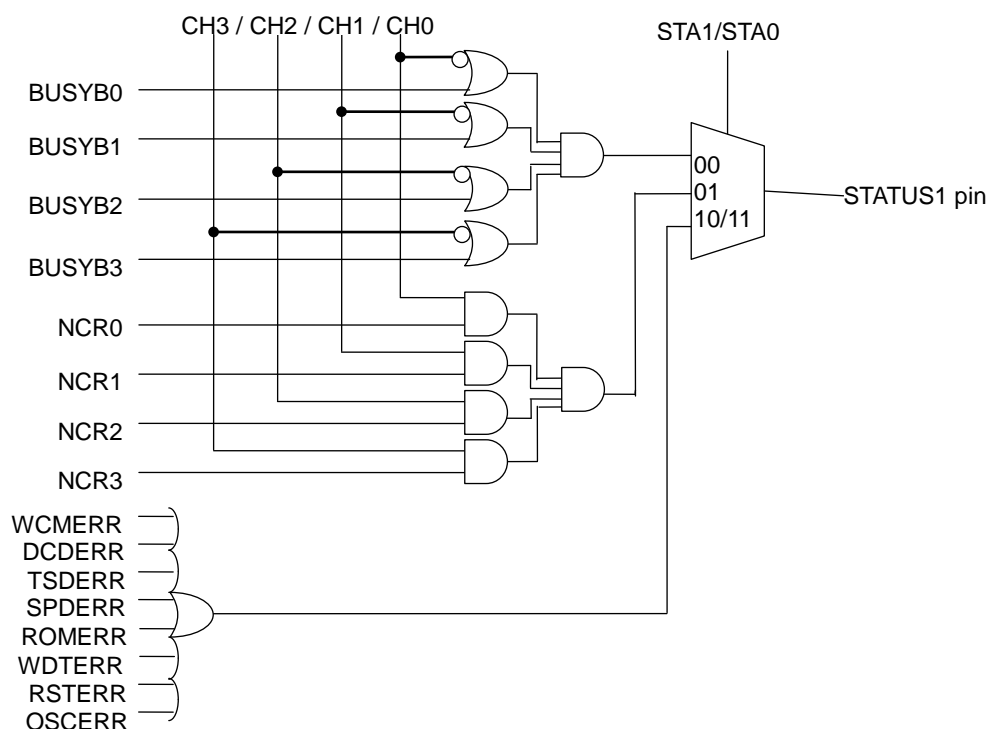 CH3 / CH2 / CH1 / CH0
STA1/STA0
BUSYB0
BUSYB1
BUSYB2
BUSYB3
00
01
10/11
STATUS1 pin
NCR0
NCR1
NCR2
NCR3
WCMERR
DCDERR
TSDERR
SPDERR
ROMERR
WDTERR
RSTERR
OSCERR